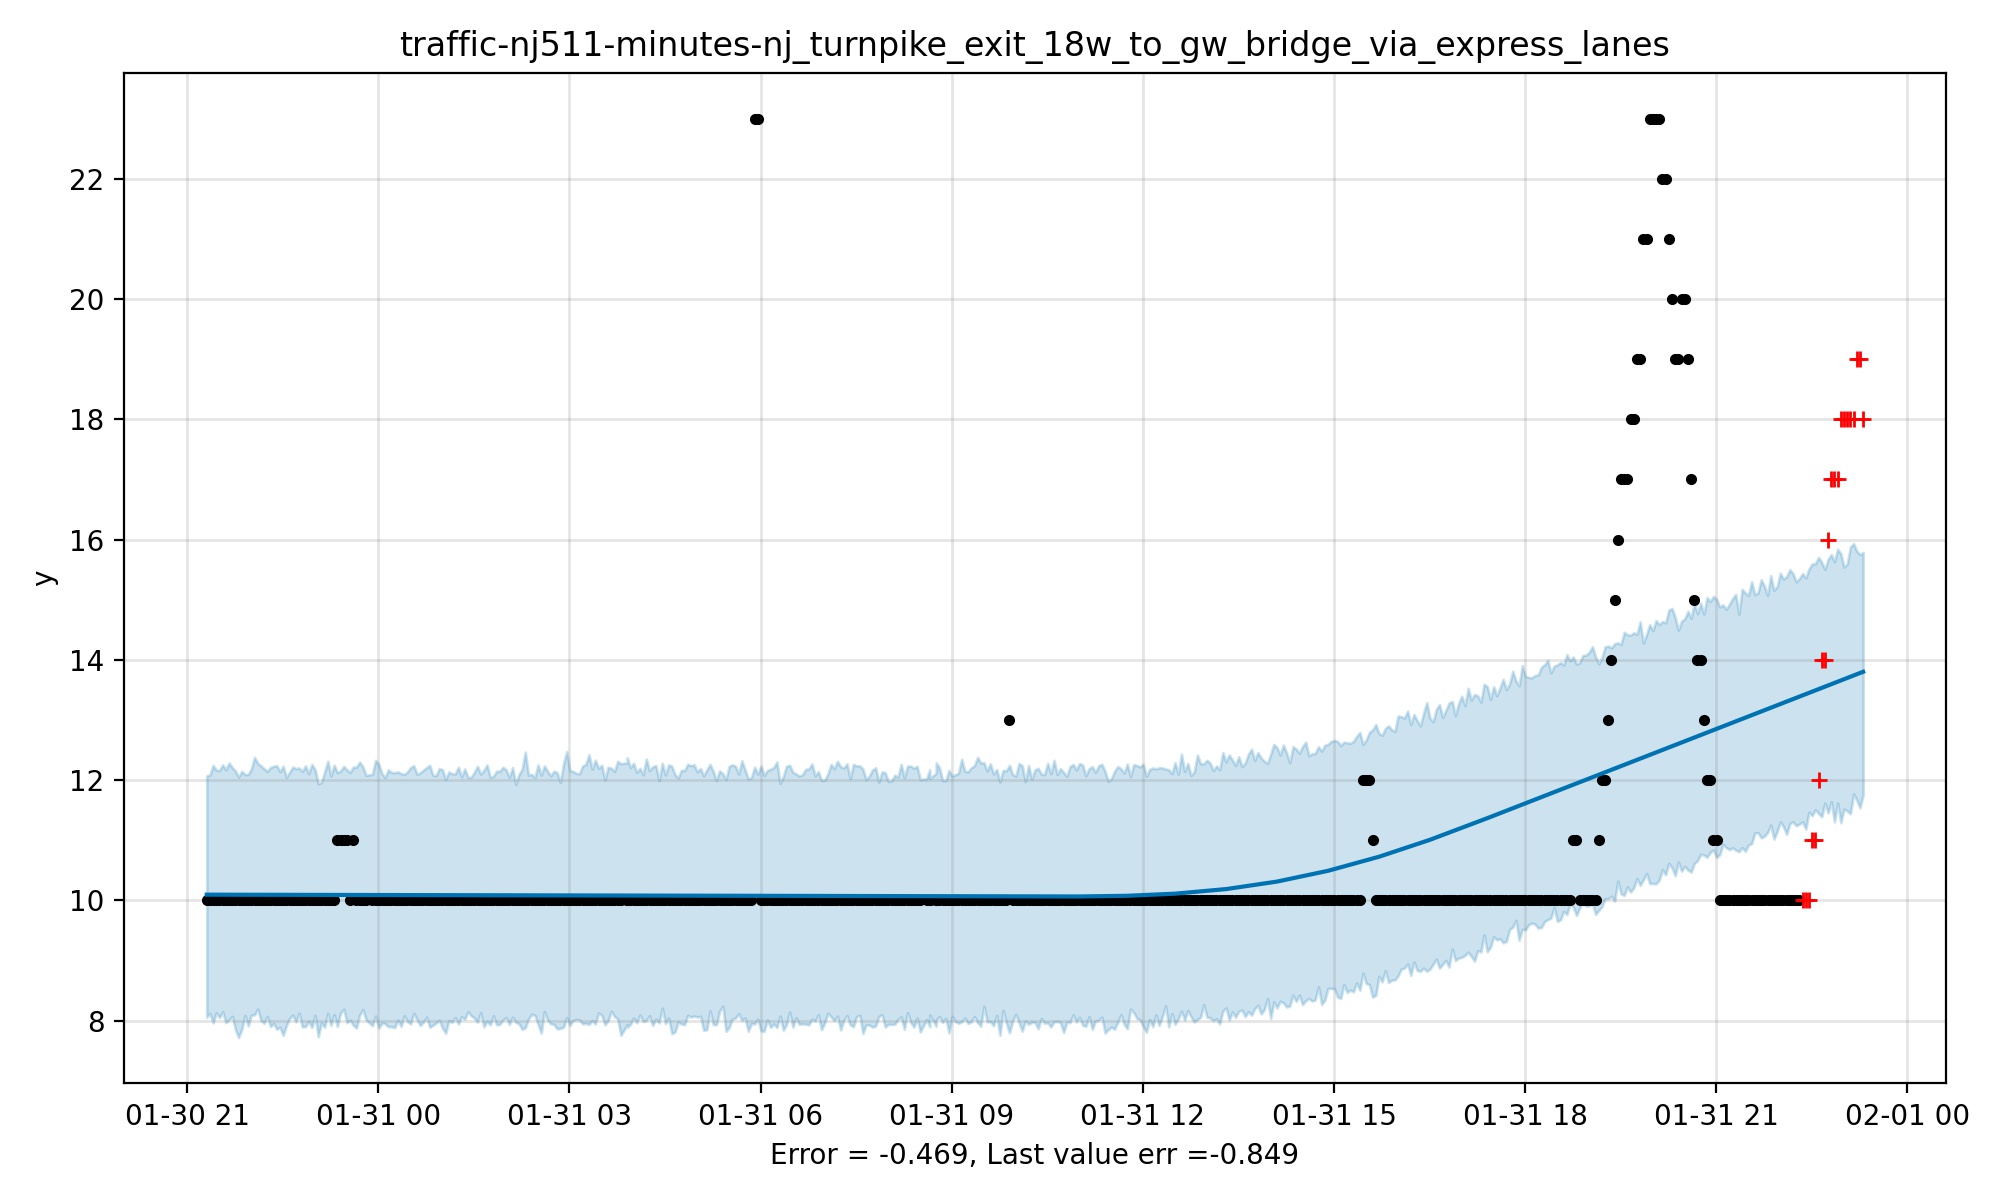 traffic-nj511-minutes-nj_turnpike_exit_18w_to_gw_bridge_via_express_lanes
22
20
18
16
14
12
10
8
y
01-30 21 01-31 00 01-31 03 01-31 06 01-31 09 01-31 12 01-31 15 01-31 18 01-31 21 02-01 00
Error = -0.469, Last value err =-0.849